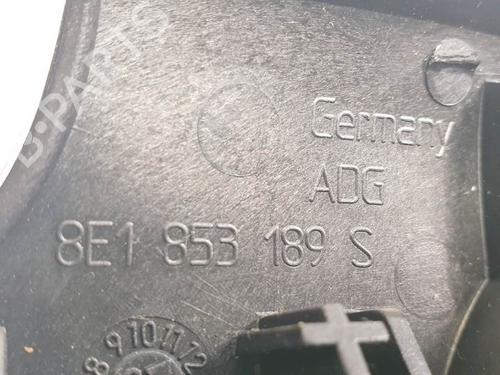 B-PARTS
Germany
ADG
8E1 853 189 S
8 9 10 11 12